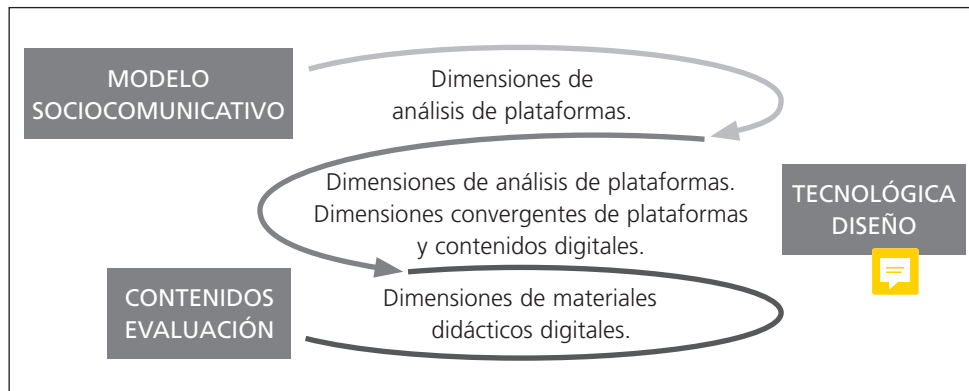 MODELO
SOCIOCOMUNICATIVO
Dimensiones de
análisis de plataformas.
Dimensiones de análisis de plataformas.
Dimensiones convergentes de plataformas
y contenidos digitales.
TECNOLÓGICA
DISEÑO
CONTENIDOS
EVALUACIÓN
Dimensiones de materiales
didácticos digitales.